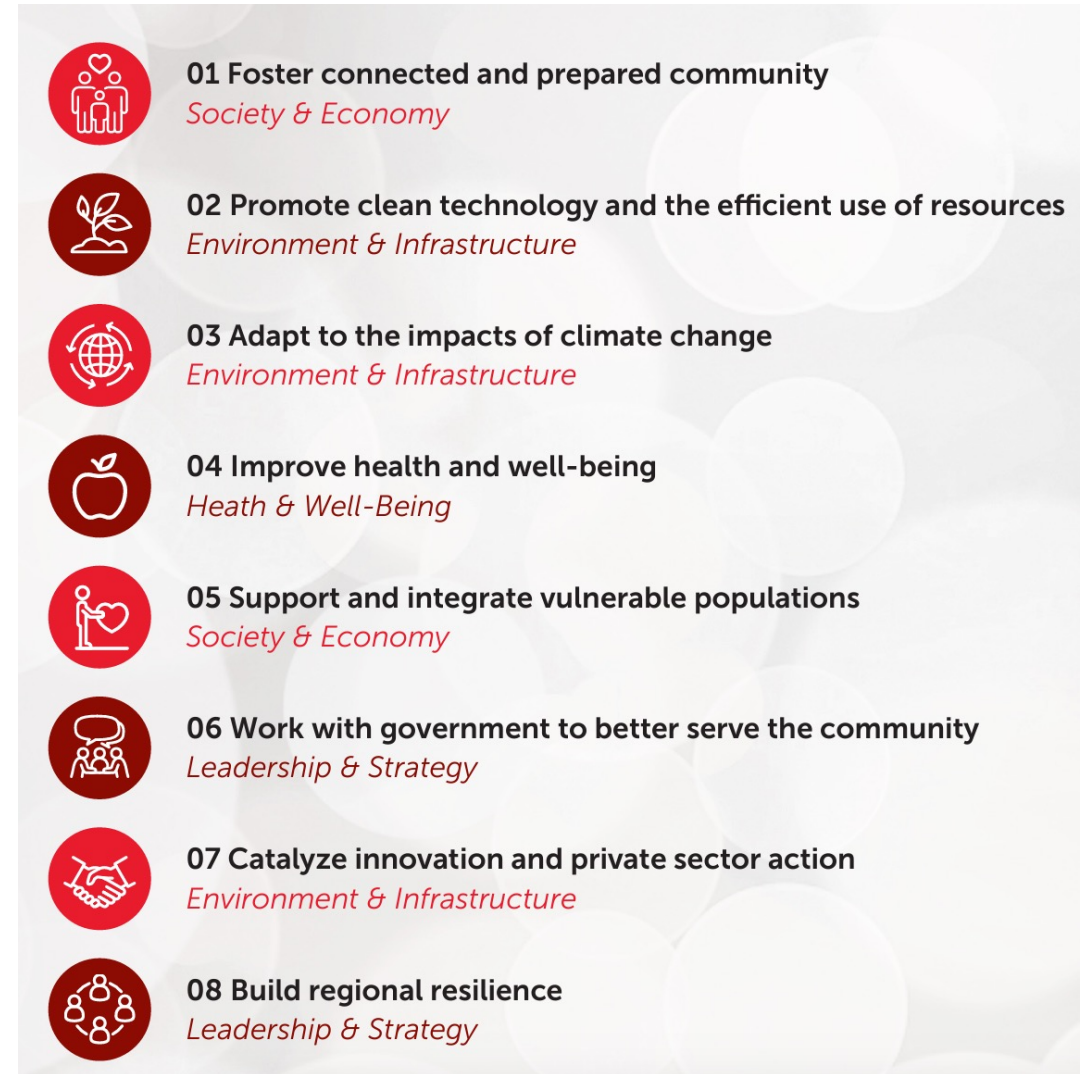 01 Foster connected and prepared community
Society & Economy
02 Promote clean technology and the efficient use of resources
Environment & Infrastructure
03 Adapt to the impacts of climate change
Environment & Infrastructure
04 Improve health and well-being
Heath & Well-Being
05 Support and integrate vulnerable populations
Society & Economy
06 Work with government to better serve the community
Leadership & Strategy
07 Catalyze innovation and private sector action
Environment & Infrastructure
08 Build regional resilience
Leadership & Strategy